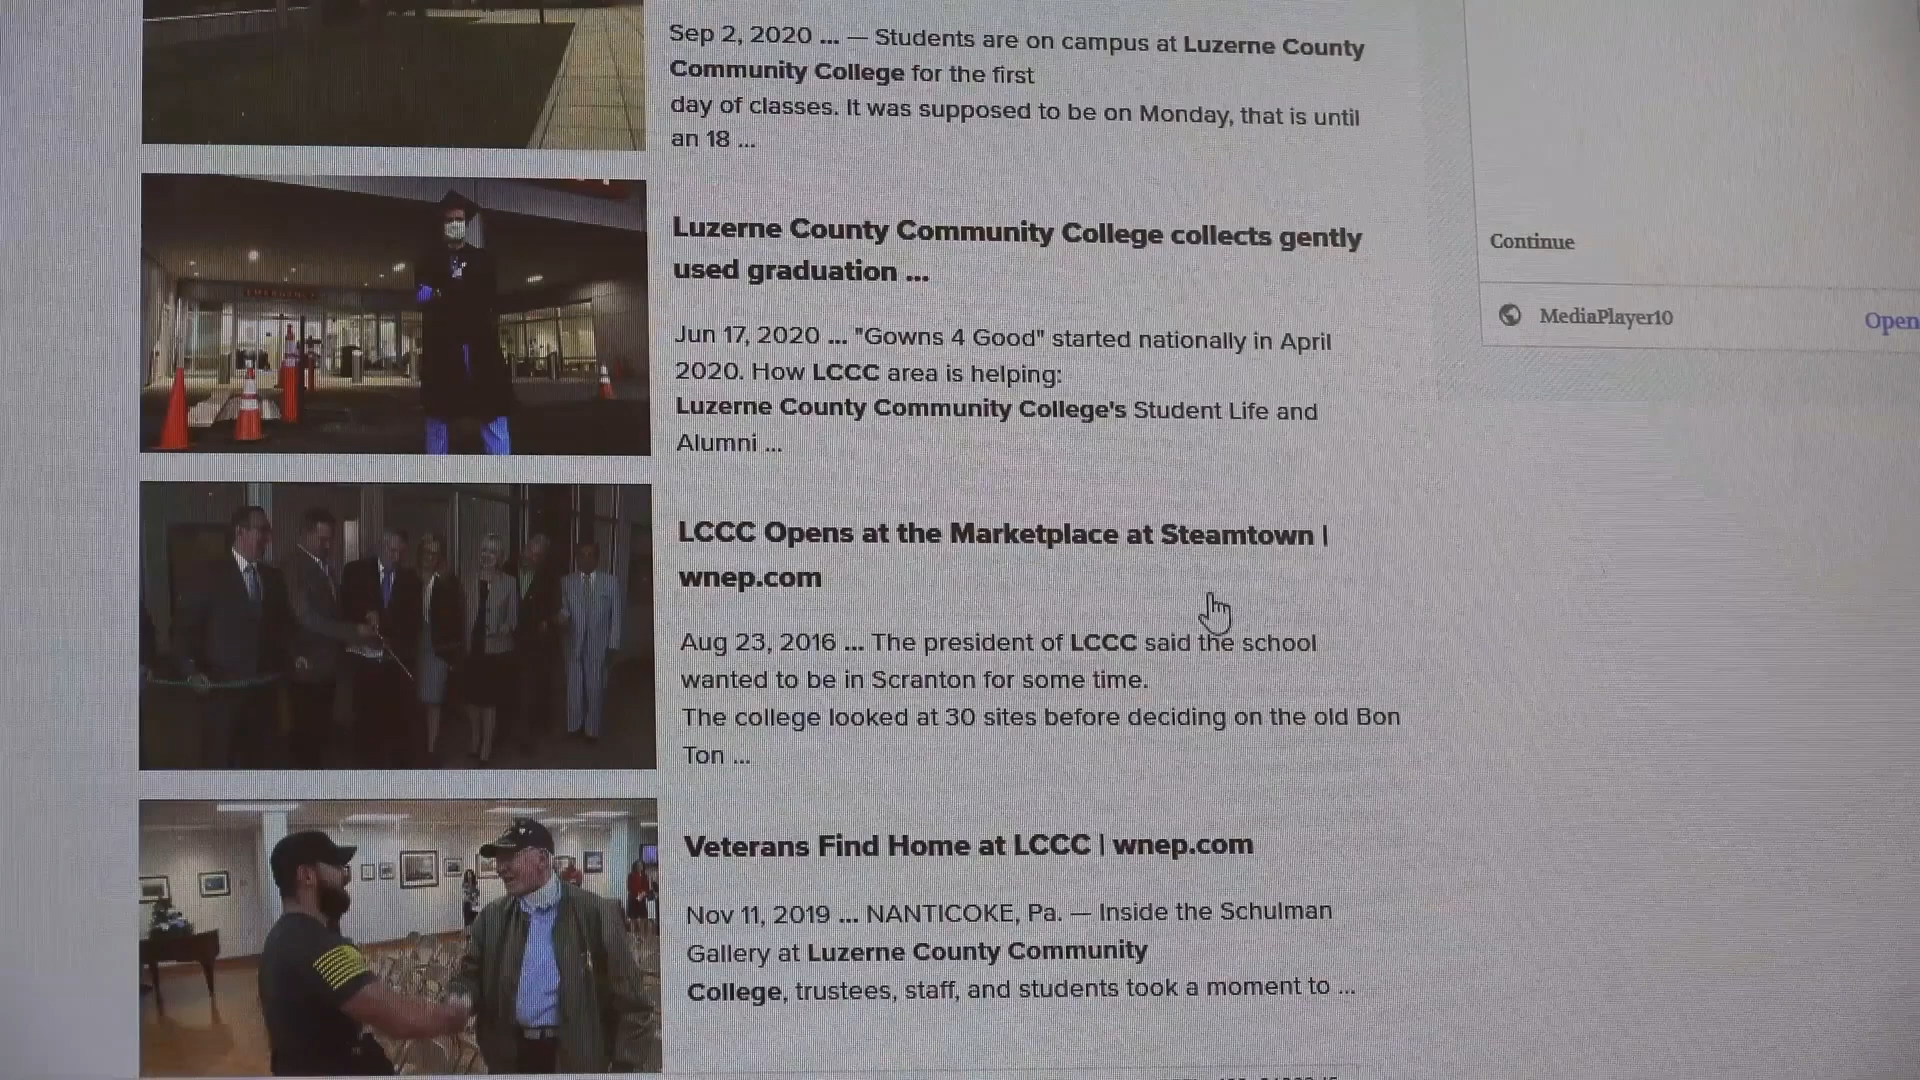 Sep 2, 2020 ... — Students are on campus at Luzerne County
Community College for the first
day of classes. It was supposed to be on Monday, that is until
an 18 ...
Luzerne County Community College collects gently
used graduation ...
Jun 17, 2020 ... "Gowns 4 Good" started nationally in April
2020. How LCCC area is helping:
Luzerne County Community College's Student Life and
Alumni ...
LCCC Opens at the Marketplace at Steamtown |
wnep.com
Aug 23, 2016 ... The president of LCCC said the school
wanted to be in Scranton for some time.
The college looked at 30 sites before deciding on the old Bon
Ton ...
Veterans Find Home at LCCC | wnep.com
Nov 11, 2019 ... NANTICOKE, Pa. — Inside the Schulman
Gallery at Luzerne County Community
College, trustees, staff, and students took a moment to ...
Continue
MediaPlayer10
Open
EMERGENCY